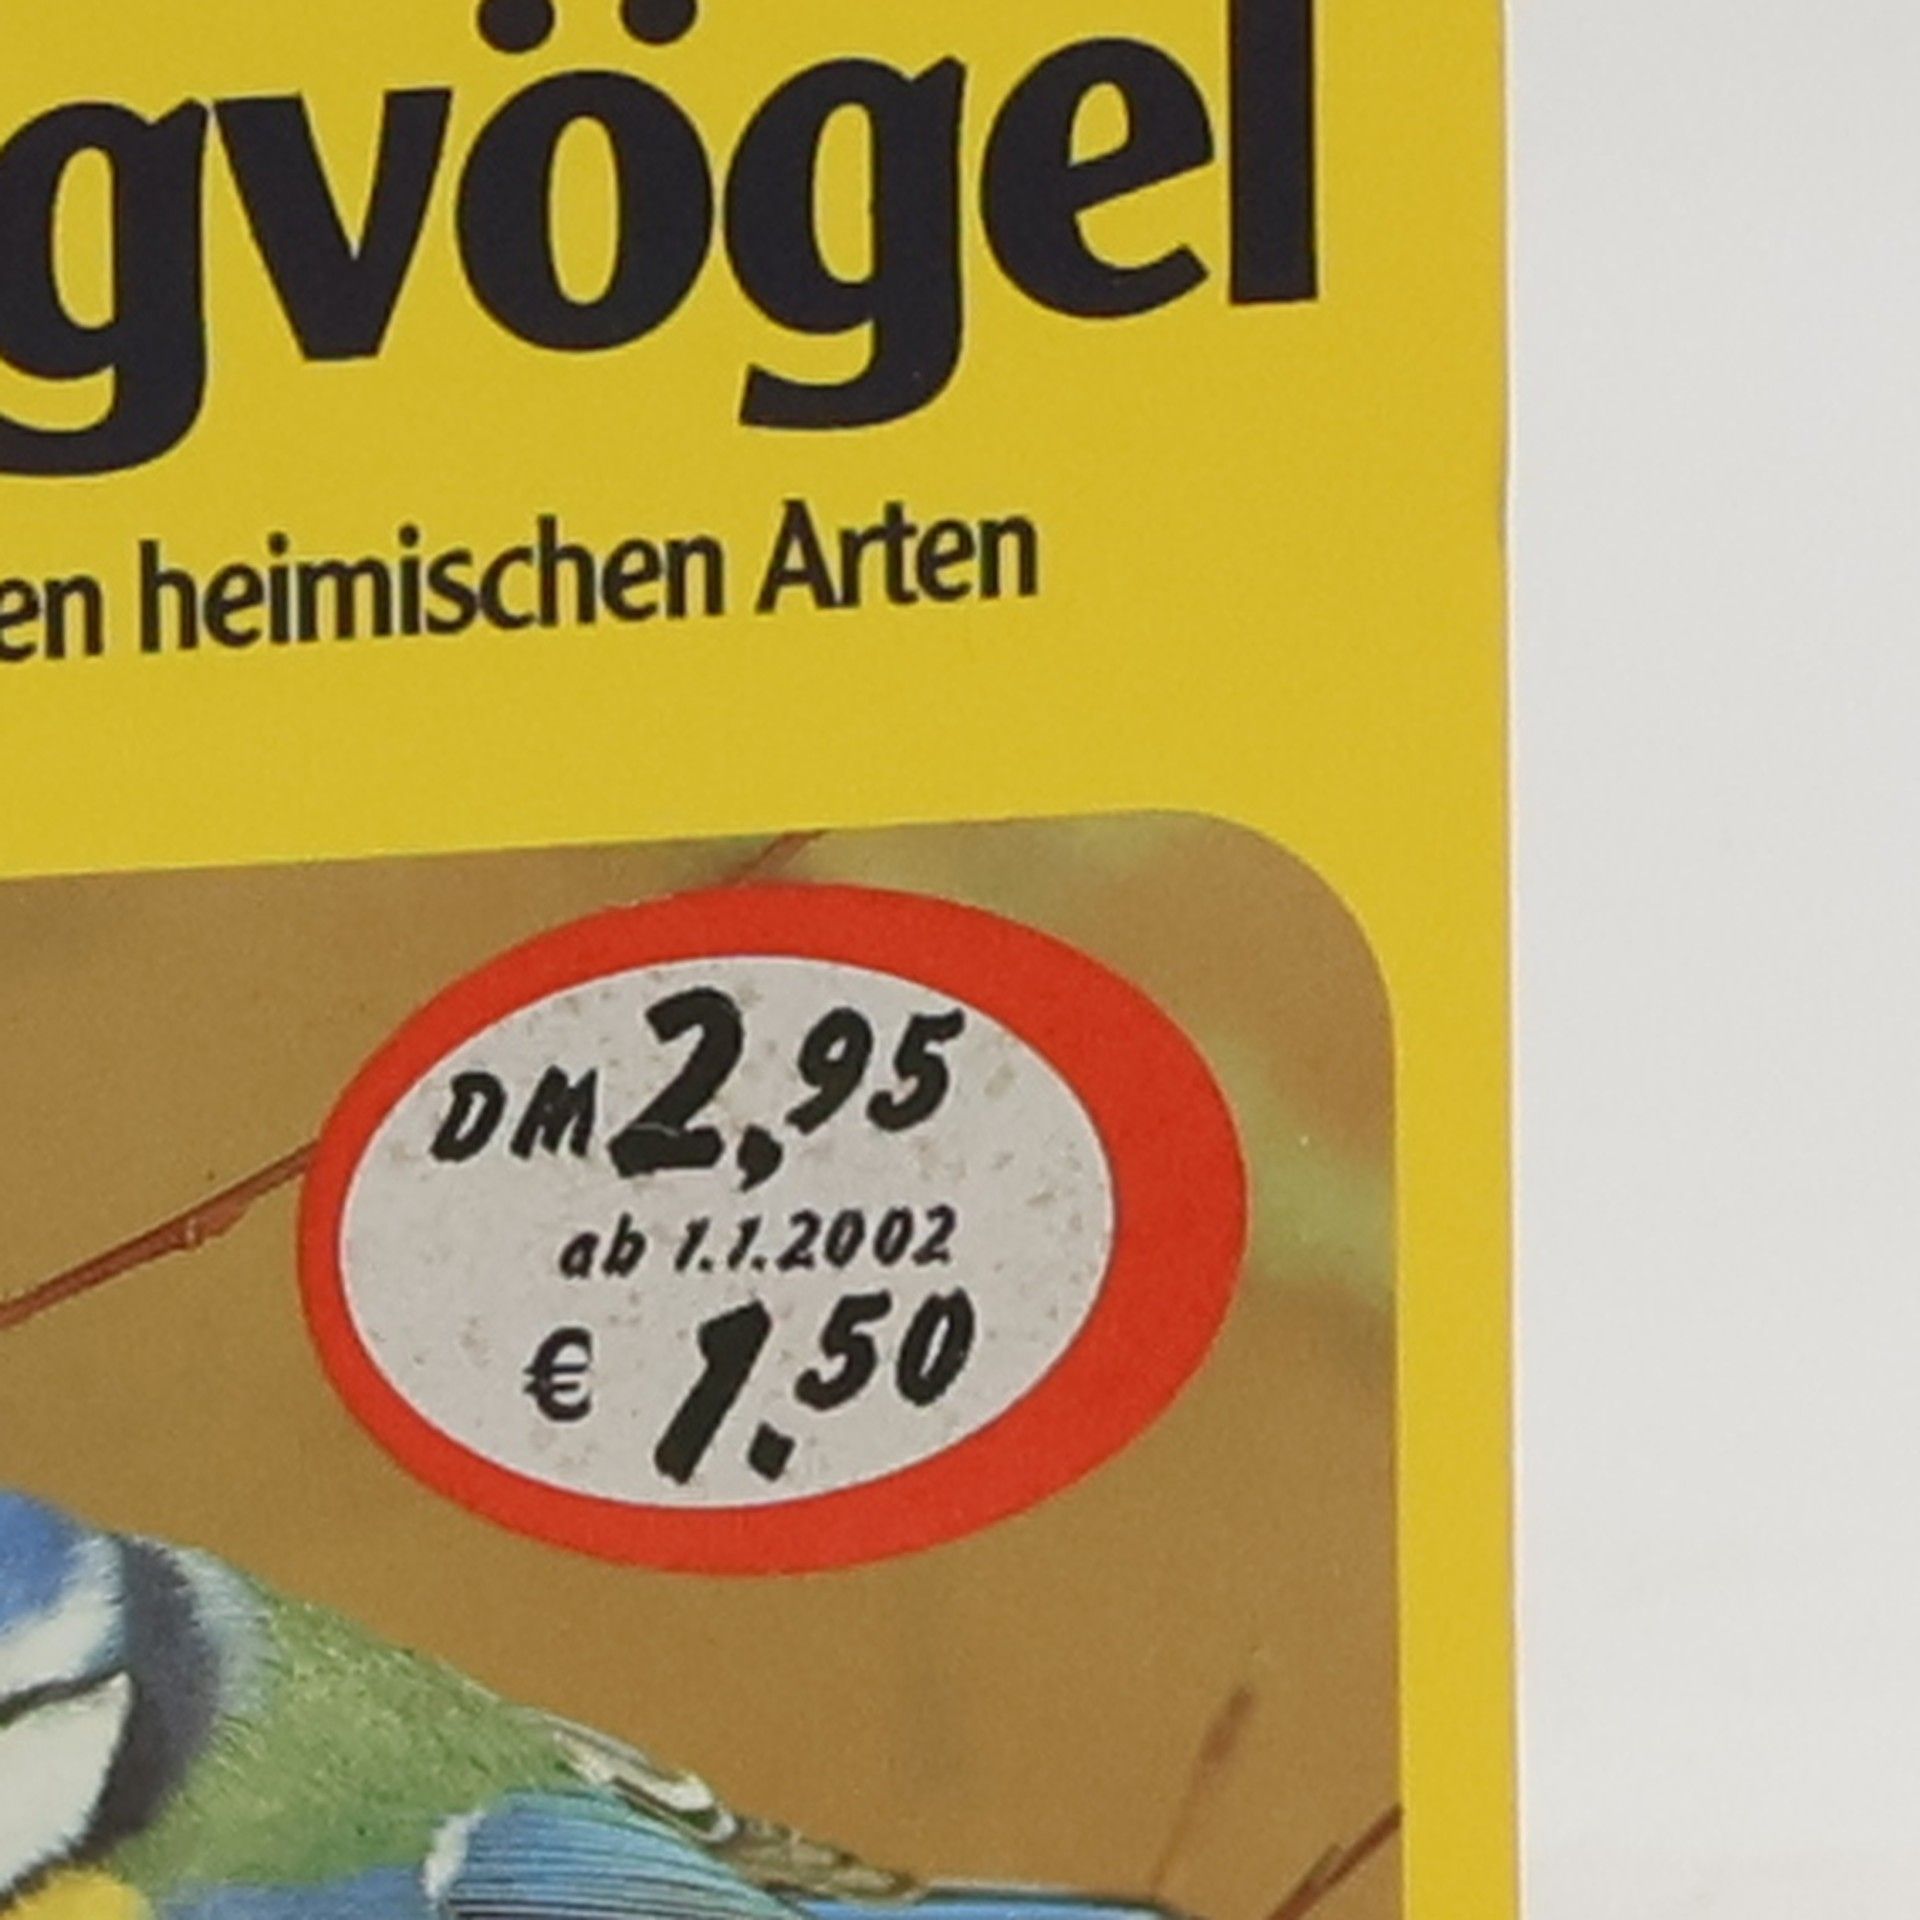 gvögel
en heimischen Arten
DM 2,95
ab 1.1.2002
€ 1.50